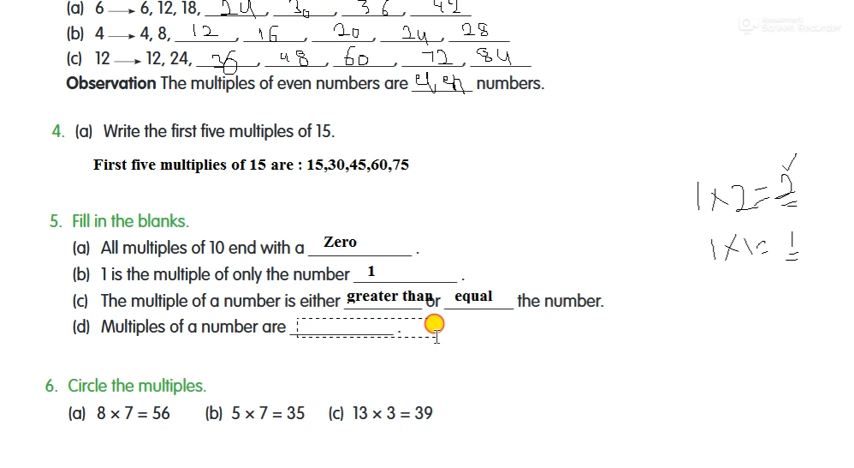 (a) 6 → 6, 12, 18, 24, 30, 36, 42
(b) 4 → 4, 8, 12, 16, 20, 24, 28
(c) 12 → 12, 24, 36, 48, 60, 72, 84
Observation The multiples of even numbers are even numbers.
4. (a) Write the first five multiples of 15.
First five multiplies of 15 are : 15,30,45,60,75
1×2=2
5. Fill in the blanks.
(a) All multiples of 10 end with a Zero.
1×1=1
(b) 1 is the multiple of only the number 1.
(c) The multiple of a number is either greater than or equal the number.
(d) Multiples of a number are ____________.
6. Circle the multiples.
(a) 8 × 7 = 56 (b) 5 × 7 = 35 (c) 13 × 3 = 39